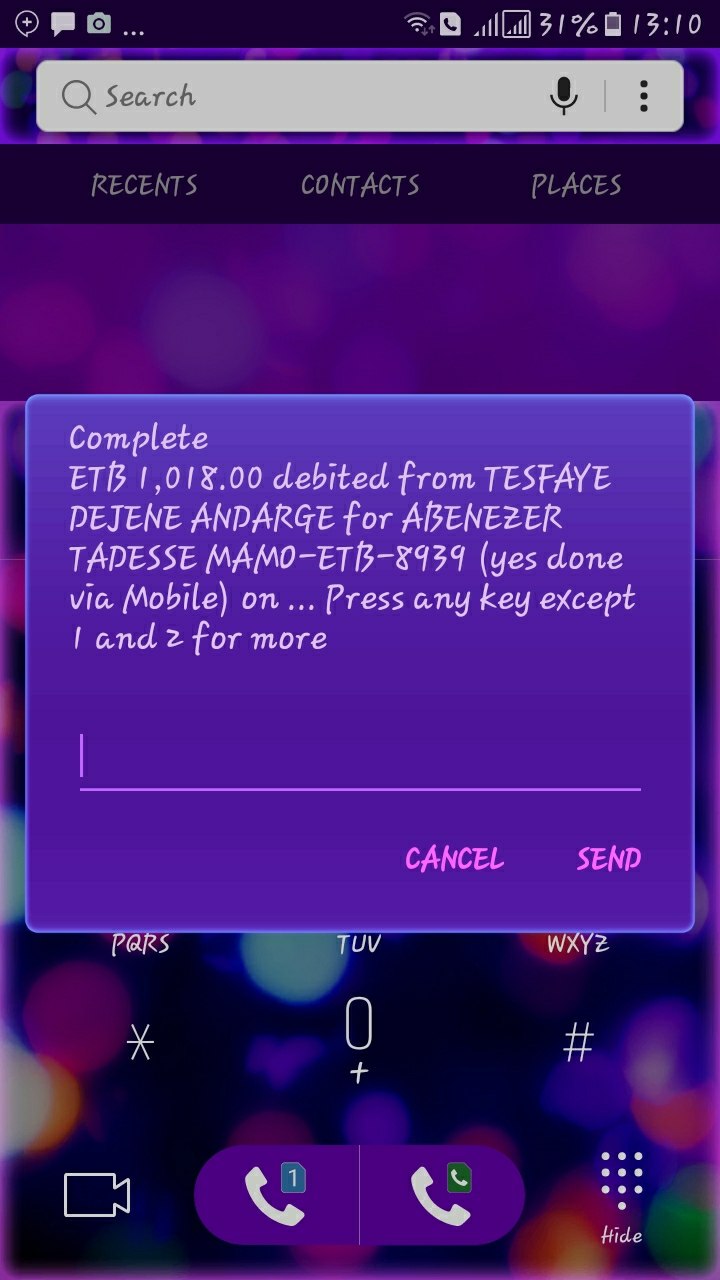 ... 31% 13:10
Search
RECENTS CONTACTS PLACES
Complete
ETB 1,018.00 debited from TESFAYE
DEJENE ANDARGE for ABENEZER
TADESSE MAMO-ETB-8939 (yes done
via Mobile) on ... Press any key except
1 and 2 for more
CANCEL SEND
PQRS TUV WXYZ
* 0 #
+
1
Hide